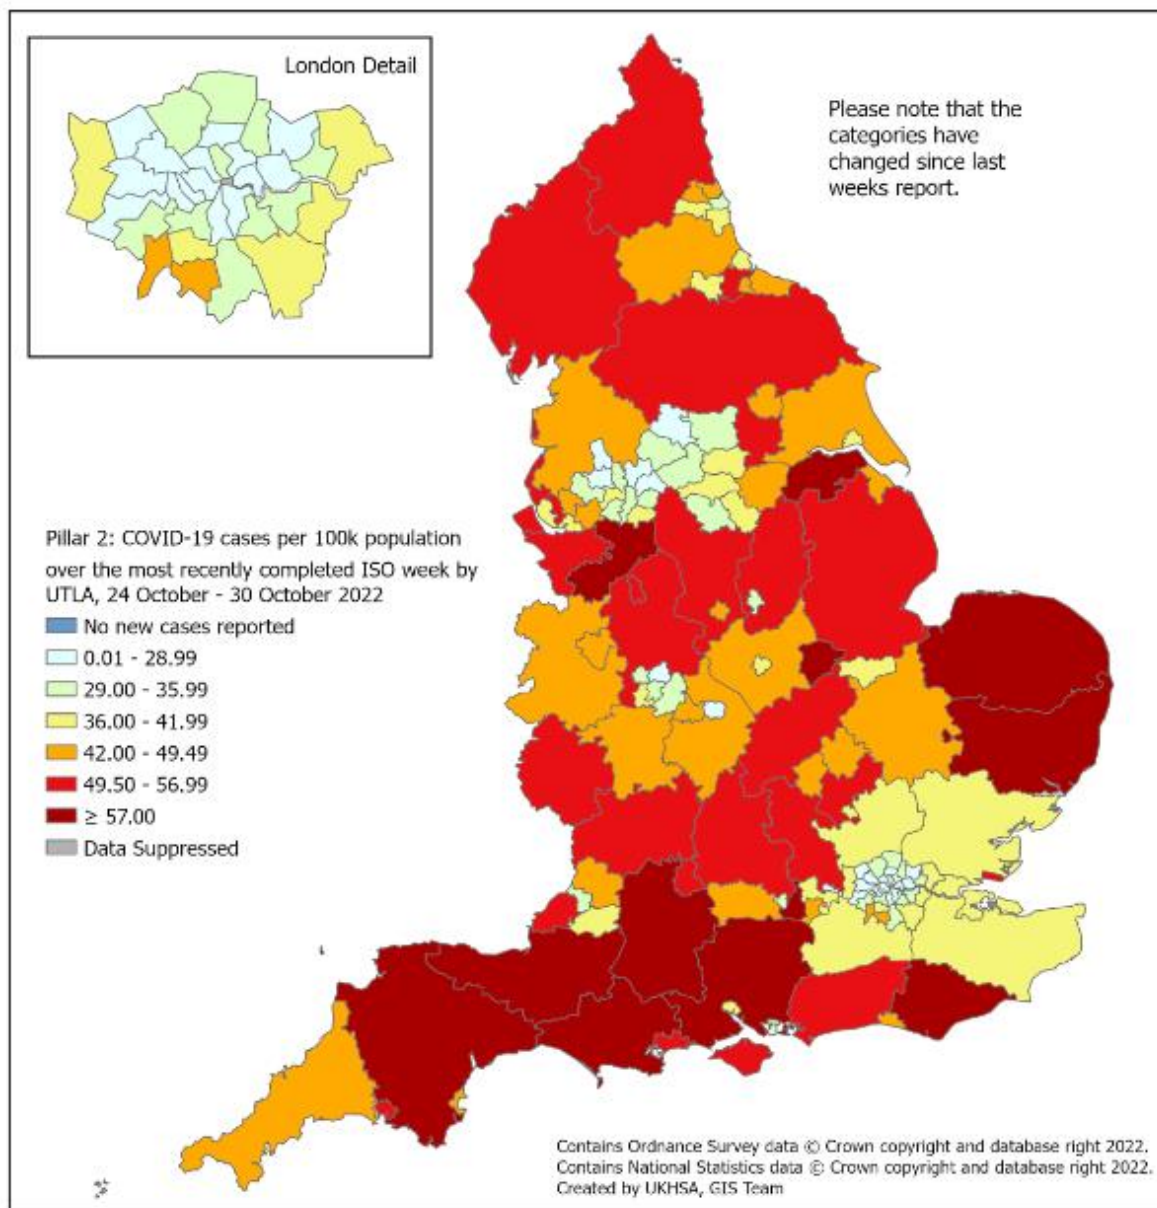 London Detail
Please note that the
categories have
changed since last
weeks report.
Pillar 2: COVID-19 cases per 100k population
over the most recently completed ISO week by
UTLA, 24 October - 30 October 2022
No new cases reported
0.01 - 28.99
29.00 - 35.99
36.00 - 41.99
42.00 - 49.49
49.50 - 56.99
≥ 57.00
Data Suppressed
Contains Ordnance Survey data © Crown copyright and database right 2022.
Contains National Statistics data © Crown copyright and database right 2022.
Created by UKHSA, GIS Team